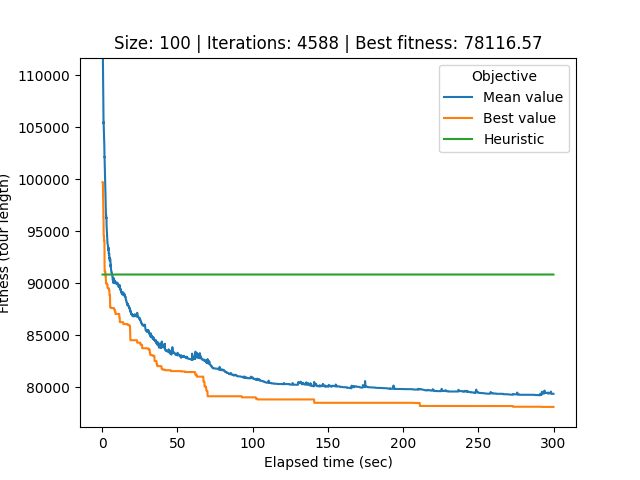 Size: 100 | Iterations: 4588 | Best fitness: 78116.57
Objective
Mean value
Best value
Heuristic
110000
105000
100000
95000
90000
85000
80000
Fitness (tour length)
0 50 100 150 200 250 300
Elapsed time (sec)